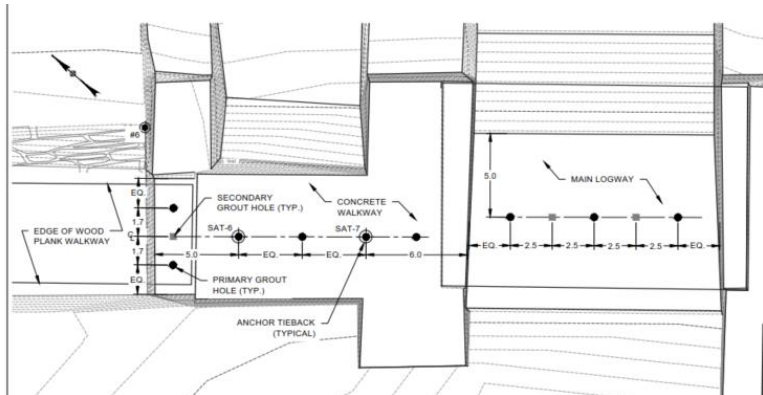 #6
SECONDARY
GROUT HOLE (TYP.)
CONCRETE
WALKWAY
MAIN LOGWAY
5.0
EQ.
1.7
EDGE OF WOOD
PLANK WALKWAY
SAT-6
SAT-7
1.7
EQ.
5.0
EQ.
EQ.
6.0
EQ.
2.5
2.5
2.5
2.5
EQ.
PRIMARY GROUT
HOLE (TYP.)
ANCHOR TIEBACK
(TYPICAL)